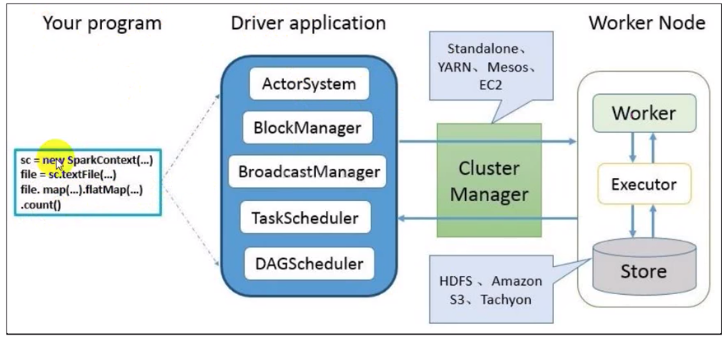 Your program
Driver application
Worker Node
sc = new SparkContext(...)
file = sc.textFile(...)
file. map(...).flatMap(...)
.count()
ActorSystem
BlockManager
BroadcastManager
TaskScheduler
DAGScheduler
Standalone、
YARN、Mesos、
EC2
Cluster
Manager
HDFS 、Amazon
S3、Tachyon
Worker
Executor
Store